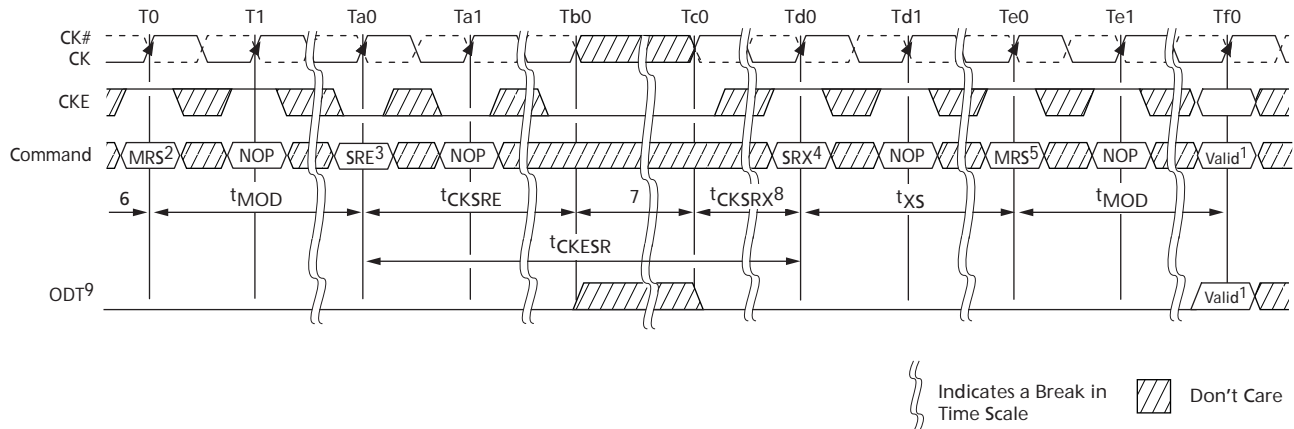 T0 T1 Ta0 Ta1 Tb0 Tc0 Td0 Td1 Te0 Te1 Tf0
CK#
CK
CKE
Command MRS2 NOP SRE3 NOP SRX4 NOP MRS5 NOP Valid1
6 tMOD tCKSRE 7 tCKSRX8 tXS tMOD
tCKESR
ODT9 Valid1
Indicates a Break in
Time Scale
Don't Care